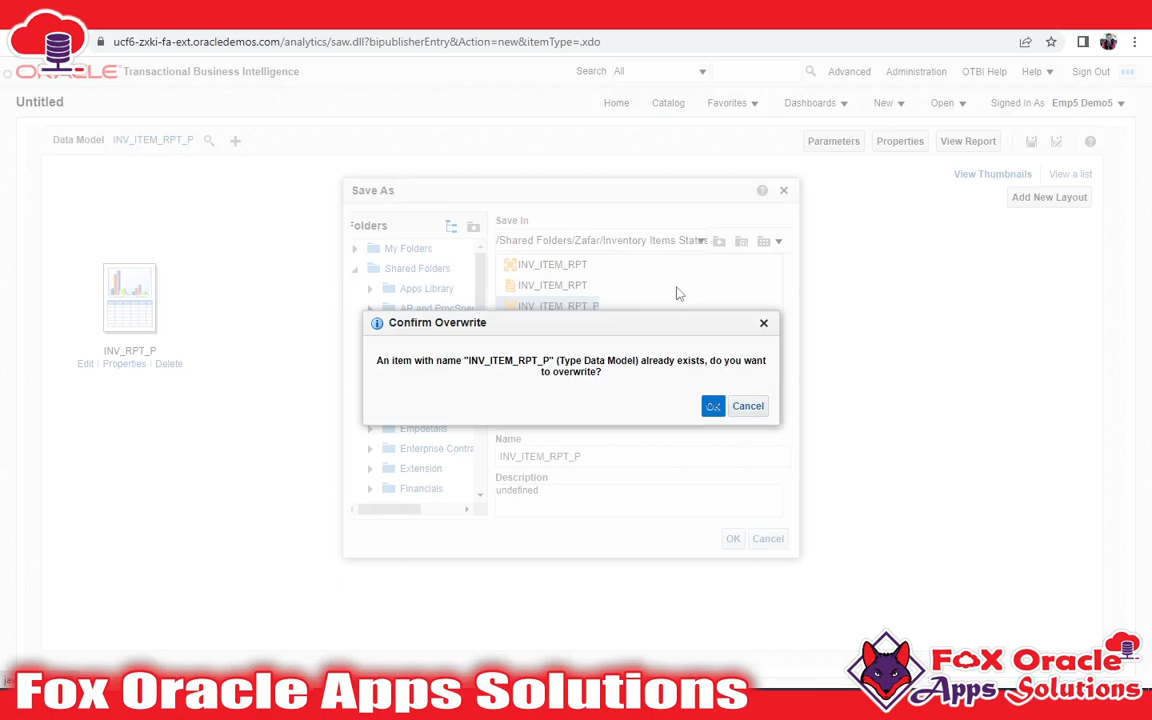 ucf6-zxki-fa-ext.oracledemos.com/analytics/saw.dll?bipublisherEntry&Action=new&itemType=.xdo
ORACLE Transactional Business Intelligence
Search All
Advanced Administration OTBI Help Help Sign Out
Untitled
Home Catalog Favorites Dashboards New Open Signed In As Emp5 Demo5
Data Model INV_ITEM_RPT_P
Parameters Properties View Report
View Thumbnails View a list
Add New Layout
INV_RPT_P
Edit Properties Delete
Save As
Folders
My Folders
Shared Folders
Apps Library
AR and ProcSpen
Save In
/Shared Folders/Zafar/Inventory Items Status
INV_ITEM_RPT
INV_ITEM_RPT
INV_ITEM_RPT_P
Confirm Overwrite
An item with name "INV_ITEM_RPT_P" (Type Data Model) already exists, do you want
to overwrite?
OK Cancel
Empdetails
Enterprise Contra
Extension
Financials
Name
INV_ITEM_RPT_P
Description
undefined
OK Cancel
Fox Oracle Apps Solutions
FOX Oracle
Apps Solutions